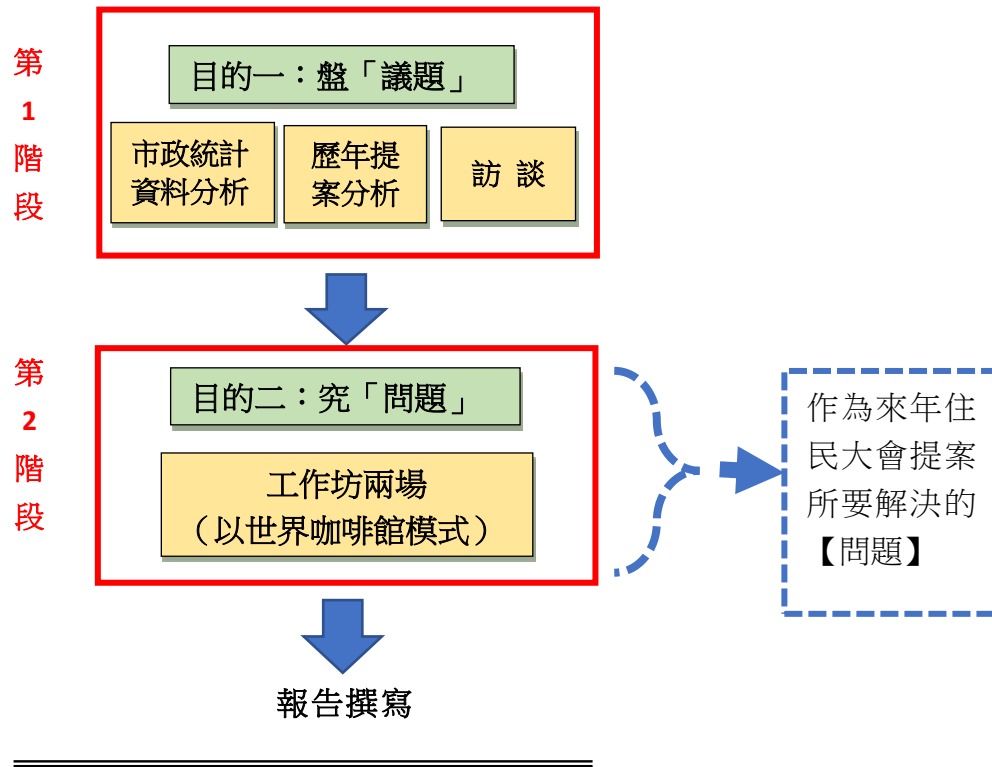 第
1
階
段
目的一：盤「議題」
市政統計
資料分析
歷年提
案分析
訪 談
第
2
階
段
目的二：究「問題」
工作坊兩場
（以世界咖啡館模式）
作為來年住
民大會提案
所要解決的
【問題】
報告撰寫